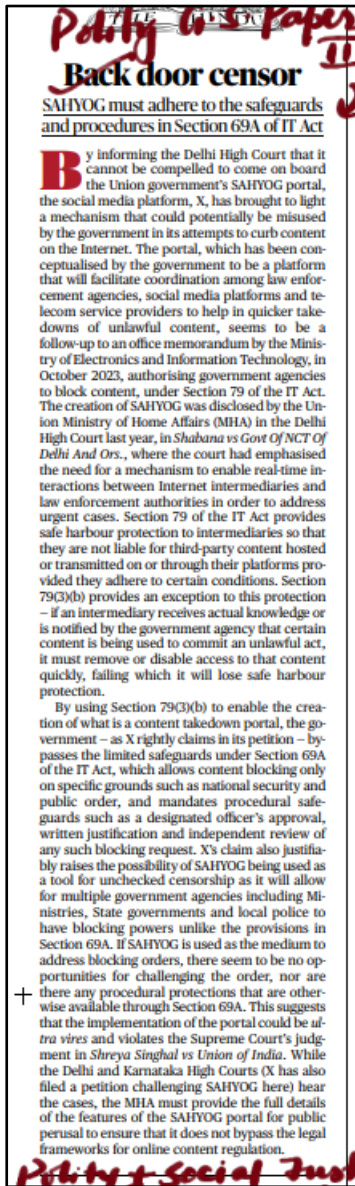 Polity GS Paper
II
THE HINDU
Back door censor
SAHYOG must adhere to the safeguards
and procedures in Section 69A of IT Act
By informing the Delhi High Court that it
cannot be compelled to come on board
the Union government's SAHYOG portal,
the social media platform, X, has brought to light
a mechanism that could potentially be misused
by the government in its attempts to curb content
on the Internet. The portal, which has been con-
ceptualised by the government to be a platform
that will facilitate coordination among law enfor-
cement agencies, social media platforms and te-
lecom service providers to help in quicker take-
downs of unlawful content, seems to be a
follow-up to an office memorandum by the Minis-
try of Electronics and Information Technology, in
October 2023, authorising government agencies
to block content, under Section 79 of the IT Act.
The creation of SAHYOG was disclosed by the Un-
ion Ministry of Home Affairs (MHA) in the Delhi
High Court last year, in Shabana vs Govt Of NCT Of
Delhi And Ors., where the court had emphasised
the need for a mechanism to enable real-time in-
teractions between Internet intermediaries and
law enforcement authorities in order to address
urgent cases. Section 79 of the IT Act provides
safe harbour protection to intermediaries so that
they are not liable for third-party content hosted
or transmitted on or through their platforms pro-
vided they adhere to certain conditions. Section
79(3)(b) provides an exception to this protection
– if an intermediary receives actual knowledge or
is notified by the government agency that certain
content is being used to commit an unlawful act,
it must remove or disable access to that content
quickly, failing which it will lose safe harbour
protection.
By using Section 79(3)(b) to enable the crea-
tion of what is a content takedown portal, the go-
vernment – as X rightly claims in its petition – by-
passes the limited safeguards under Section 69A
of the IT Act, which allows content blocking only
on specific grounds such as national security and
public order, and mandates procedural safe-
guards such as a designated officer's approval,
written justification and independent review of
any such blocking request. X's claim also justifia-
bly raises the possibility of SAHYOG being used as
a tool for unchecked censorship as it will allow
for multiple government agencies including Mi-
nistries, State governments and local police to
have blocking powers unlike the provisions in
Section 69A. If SAHYOG is used as the medium to
address blocking orders, there seem to be no op-
portunities for challenging the order, nor are
there any procedural protections that are other-
wise available through Section 69A. This suggests
that the implementation of the portal could be ul-
tra vires and violates the Supreme Court's judg-
ment in Shreya Singhal vs Union of India. While
the Delhi and Karnataka High Courts (X has also
filed a petition challenging SAHYOG here) hear
the cases, the MHA must provide the full details
of the features of the SAHYOG portal for public
perusal to ensure that it does not bypass the legal
frameworks for online content regulation.
Polity + Social Just